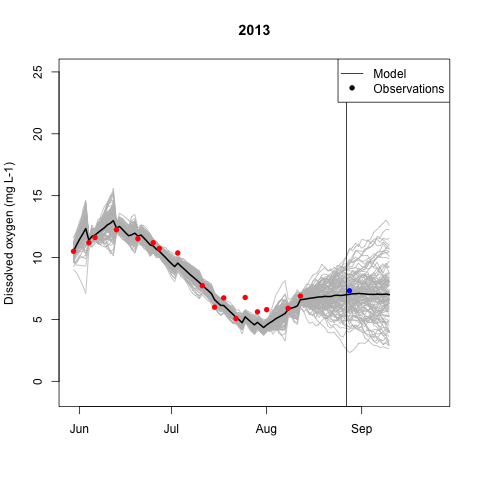 2013
Model
Observations
Dissolved oxygen (mg L-1)
25
20
15
10
5
0
Jun
Jul
Aug
Sep